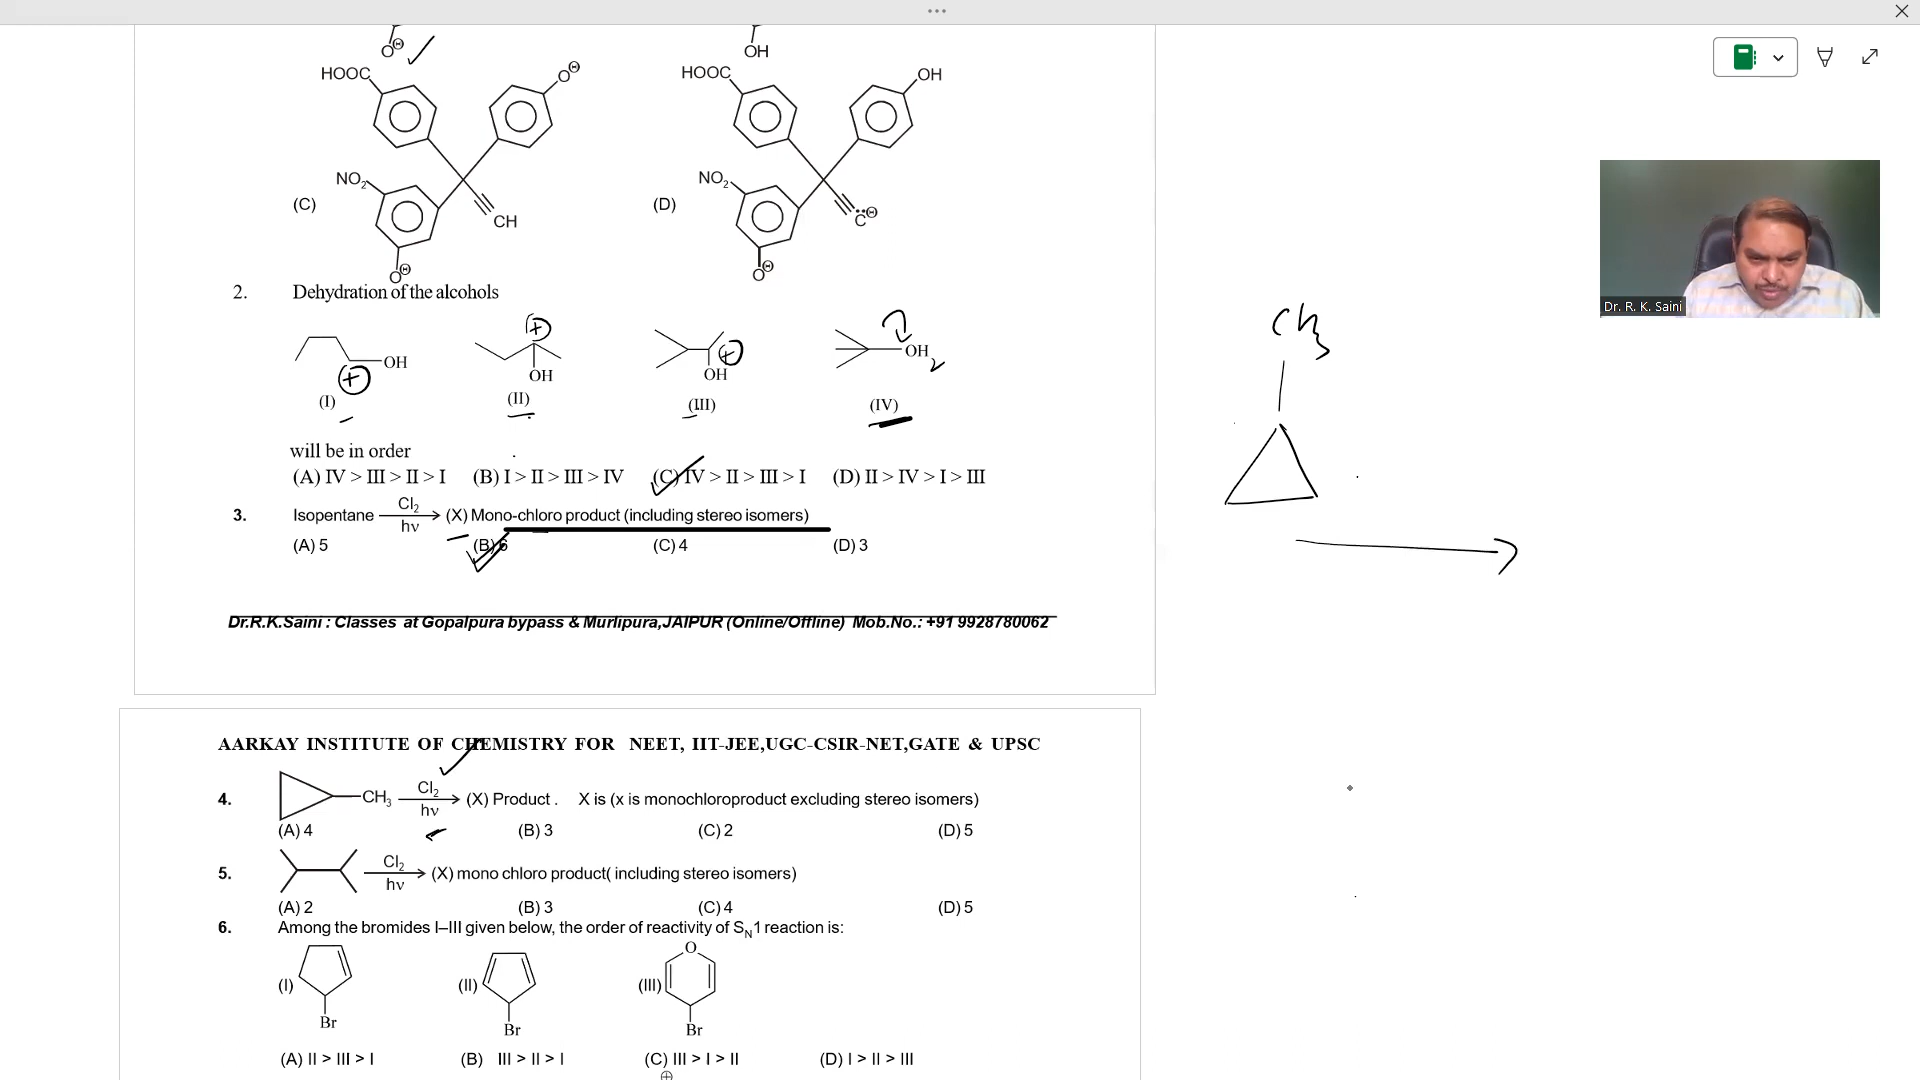 O⊖
OH
HOOC
O⊖
HOOC
OH
NO2
NO2
(C)
CH
(D)
C⊖
O⊖
O⊖
2. Dehydration of the alcohols
OH
OH
OH
OH2
(I)
(II)
(III)
(IV)
will be in order
(A) IV > III > II > I (B) I > II > III > IV (C) IV > II > III > I (D) II > IV > I > III
3. Isopentane Cl2 hν (X) Mono-chloro product (including stereo isomers)
(A) 5 (B) 6 (C) 4 (D) 3
Dr.R.K.Saini : Classes at Gopalpura bypass & Murlipura,JAIPUR (Online/Offline) Mob.No.: +91 9928780062
AARKAY INSTITUTE OF CHEMISTRY FOR NEET, IIT-JEE,UGC-CSIR-NET,GATE & UPSC
4. CH3 Cl2 hν (X) Product . X is (x is monochloroproduct excluding stereo isomers)
(A) 4 (B) 3 (C) 2 (D) 5
5. Cl2 hν (X) mono chloro product( including stereo isomers)
(A) 2 (B) 3 (C) 4 (D) 5
6. Among the bromides I–III given below, the order of reactivity of SN1 reaction is:
O
(I) (II) (III)
Br Br Br
(A) II > III > I (B) III > II > I (C) III > I > II (D) I > II > III
CH3
Dr. R. K. Saini